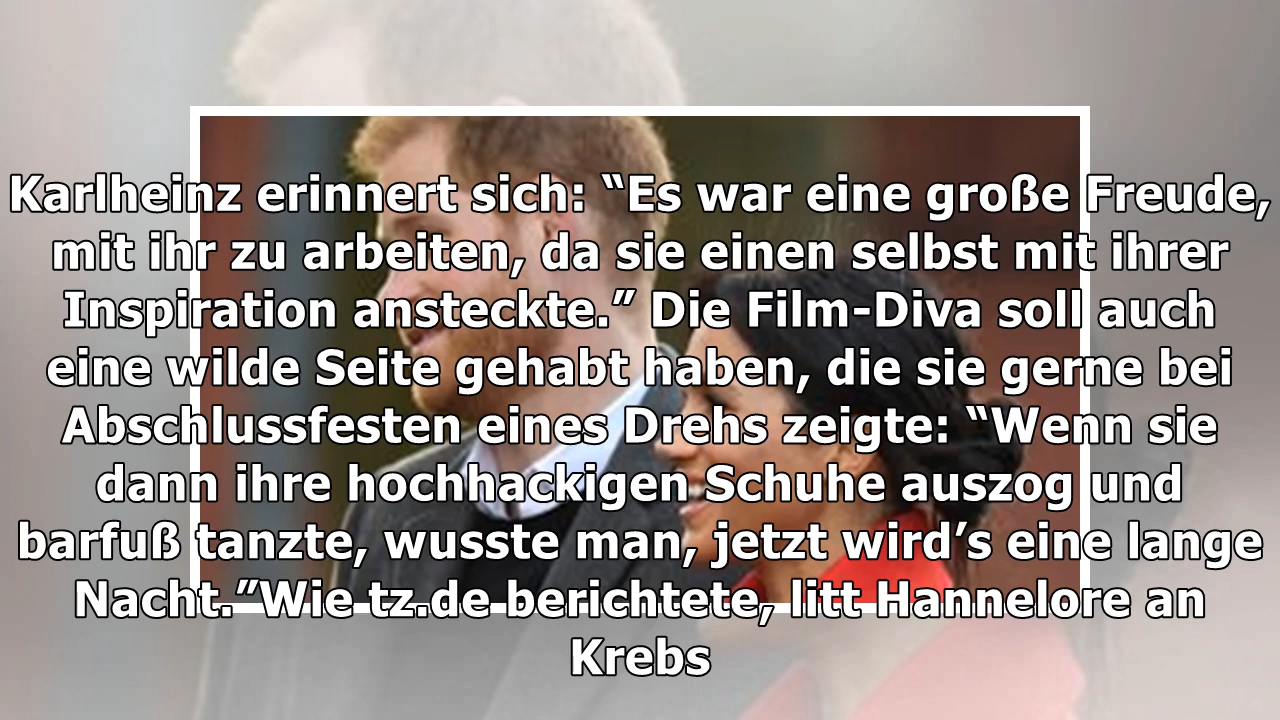 Karlheinz erinnert sich: “Es war eine große Freude,
mit ihr zu arbeiten, da sie einen selbst mit ihrer
Inspiration ansteckte.” Die Film-Diva soll auch
eine wilde Seite gehabt haben, die sie gerne bei
Abschlussfesten eines Drehs zeigte: “Wenn sie
dann ihre hochhackigen Schuhe auszog und
barfuß tanzte, wusste man, jetzt wird’s eine lange
Nacht.”Wie tz.de berichtete, litt Hannelore an
Krebs